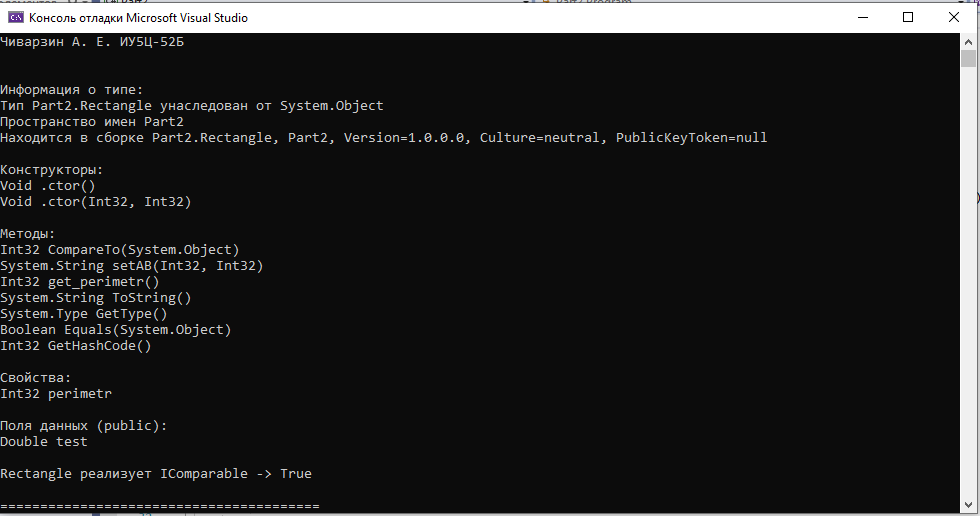 Консоль отладки Microsoft Visual Studio
Чиварзин А. Е. ИУ5Ц-52Б
Информация о типе:
Тип Part2.Rectangle унаследован от System.Object
Пространство имен Part2
Находится в сборке Part2.Rectangle, Part2, Version=1.0.0.0, Culture=neutral, PublicKeyToken=null
Конструкторы:
Void .ctor()
Void .ctor(Int32, Int32)
Методы:
Int32 CompareTo(System.Object)
System.String setAB(Int32, Int32)
Int32 get_perimetr()
System.String ToString()
System.Type GetType()
Boolean Equals(System.Object)
Int32 GetHashCode()
Свойства:
Int32 perimetr
Поля данных (public):
Double test
Rectangle реализует IComparable -> True
========================================